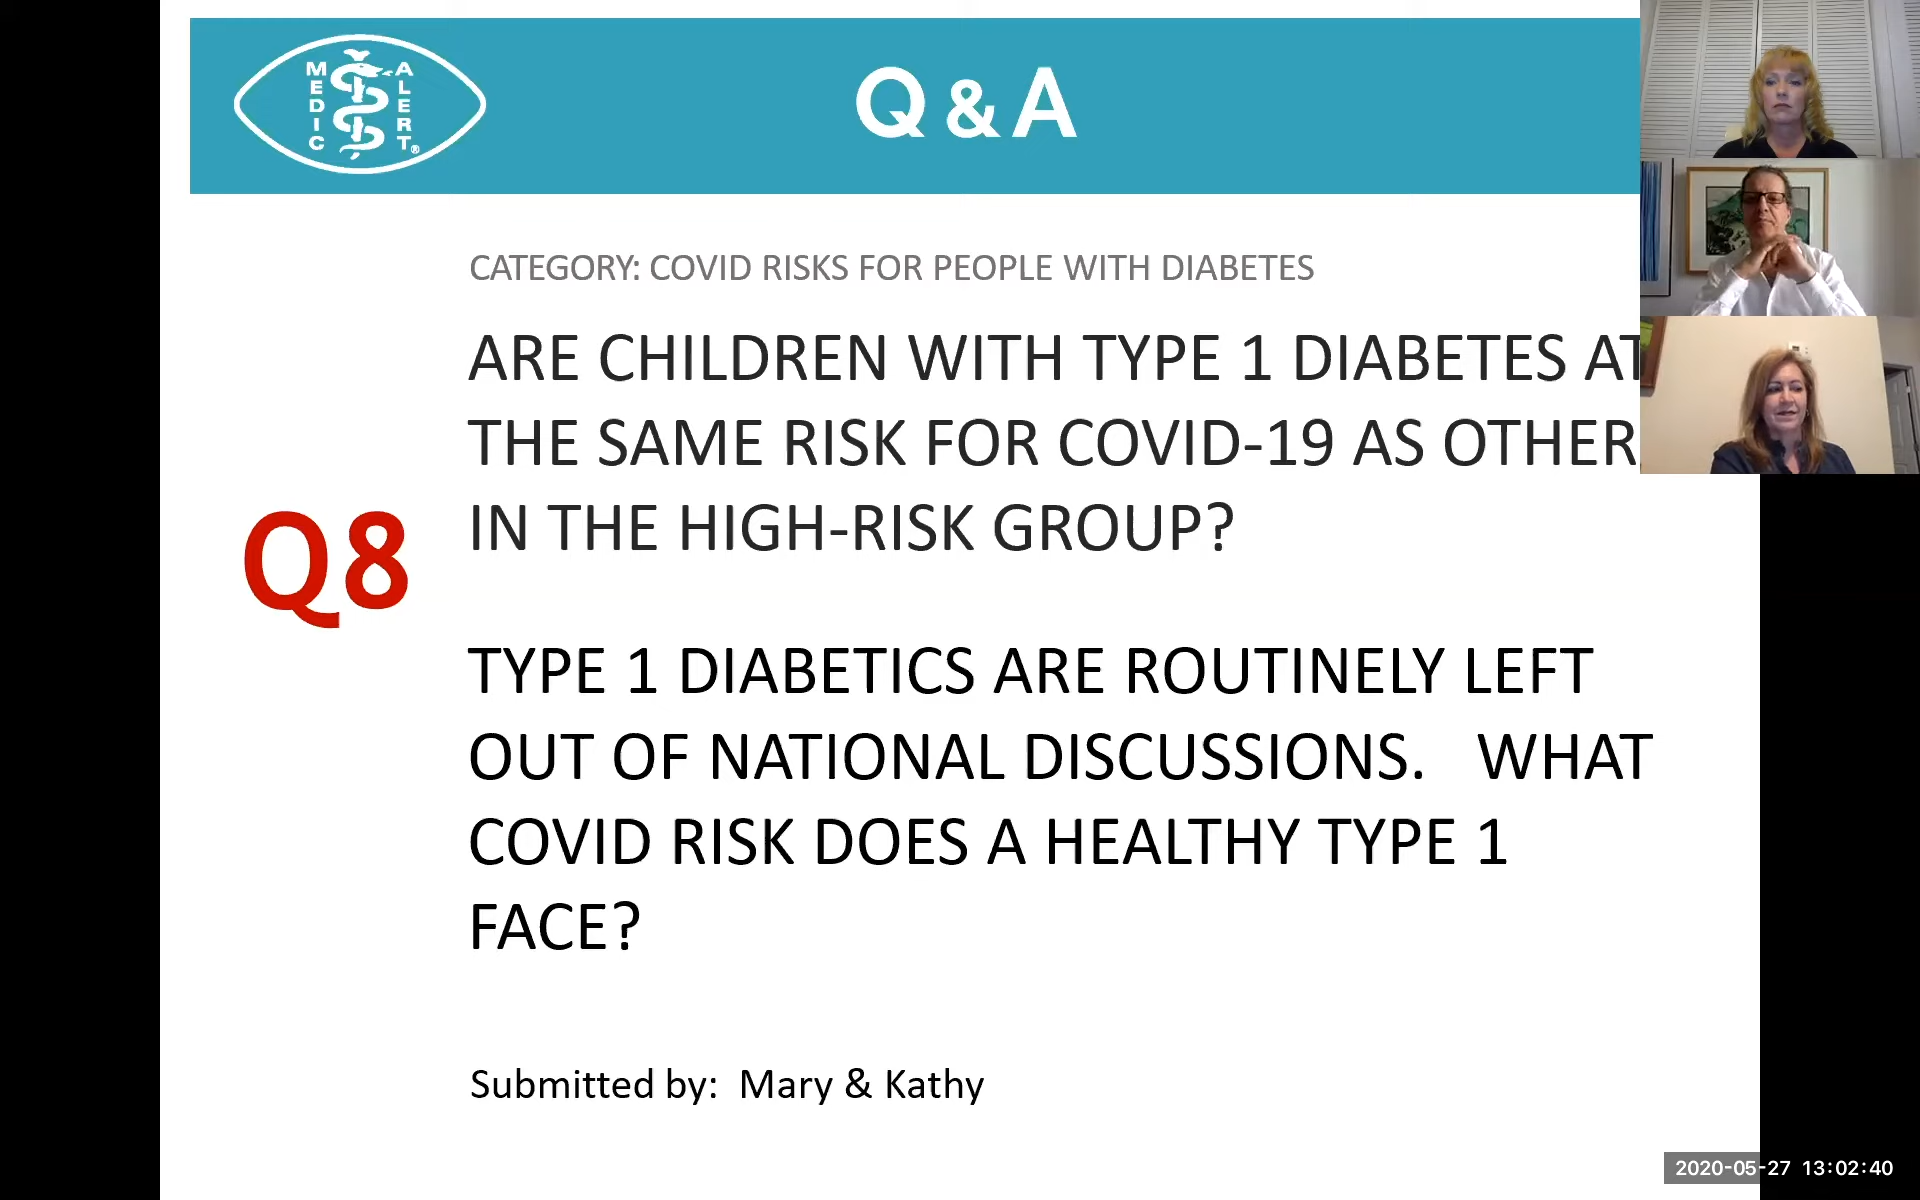 MEDIC ALERT®
Q & A
CATEGORY: COVID RISKS FOR PEOPLE WITH DIABETES
ARE CHILDREN WITH TYPE 1 DIABETES AT
THE SAME RISK FOR COVID-19 AS OTHER
IN THE HIGH-RISK GROUP?
Q8
TYPE 1 DIABETICS ARE ROUTINELY LEFT
OUT OF NATIONAL DISCUSSIONS. WHAT
COVID RISK DOES A HEALTHY TYPE 1
FACE?
Submitted by: Mary & Kathy
2020-05-27 13:02:40